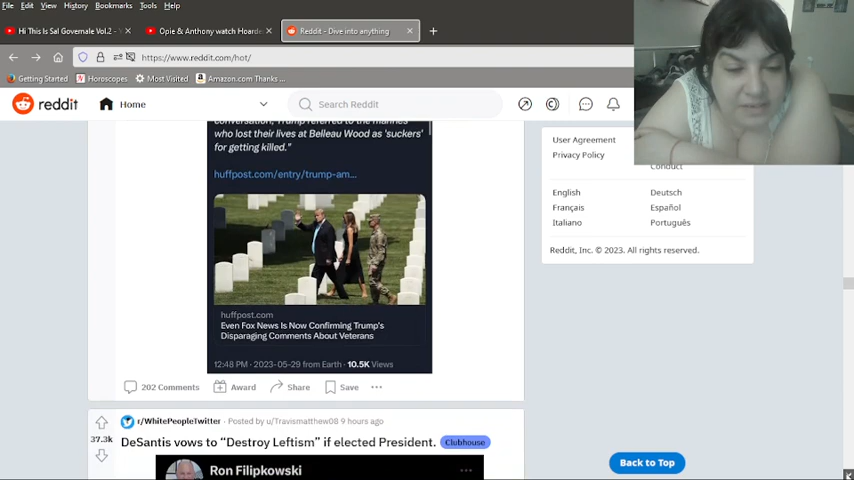 File Edit View History Bookmarks Tools Help
Hi This Is Sal Governale Vol.2 -
Opie & Anthony watch Hoard
Reddit - Dive into anything
https://www.reddit.com/hot/
Getting Started Horoscopes Most Visited Amazon.com Thanks ...
reddit
Home
Search Reddit
conversation, Trump referred to the marines
who lost their lives at Belleau Wood as 'suckers'
for getting killed."
huffpost.com/entry/trump-am...
huffpost.com
Even Fox News Is Now Confirming Trump's
Disparaging Comments About Veterans
12:48 PM · 2023-05-29 from Earth · 10.5K Views
202 Comments Award Share Save
r/WhitePeopleTwitter · Posted by u/Travismatthew08 9 hours ago
37.3k
DeSantis vows to “Destroy Leftism” if elected President. Clubhouse
Ron Filipkowski
User Agreement
Privacy Policy
Conduct
English Deutsch
Français Español
Italiano Português
Reddit, Inc. © 2023. All rights reserved.
Back to Top